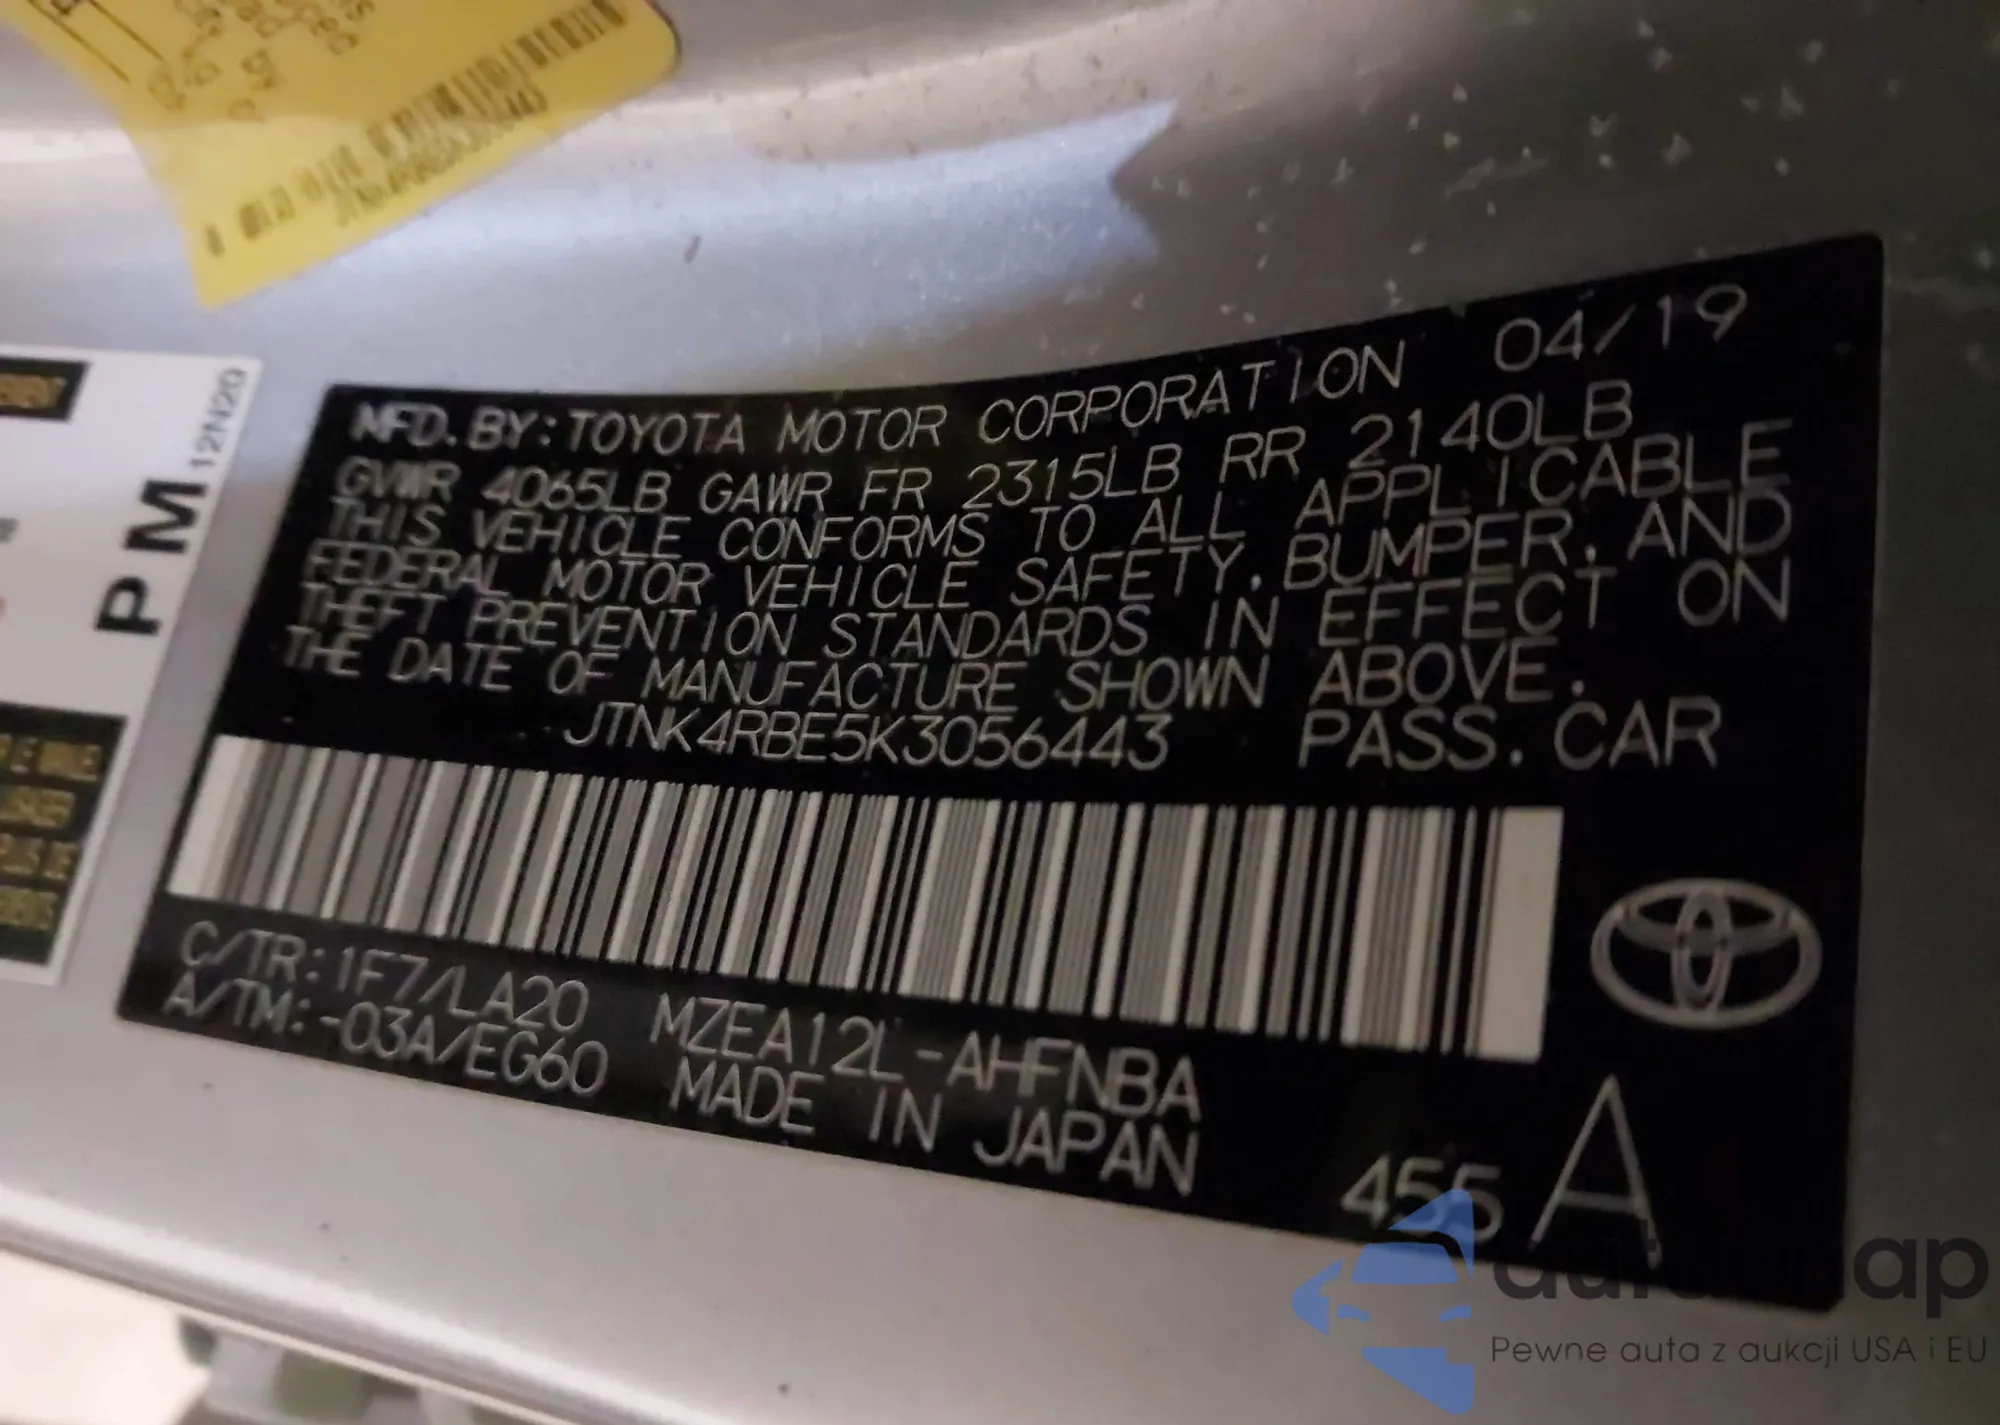 JTNK4RBE5K3056443
PM 12N20
MFD. BY: TOYOTA MOTOR CORPORATION 04/19
GVWR 4065LB GAWR FR 2315LB RR 2140LB
THIS VEHICLE CONFORMS TO ALL APPLICABLE
FEDERAL MOTOR VEHICLE SAFETY, BUMPER, AND
THEFT PREVENTION STANDARDS IN EFFECT ON
THE DATE OF MANUFACTURE SHOWN ABOVE.
JTNK4RBE5K3056443 PASS. CAR
C/TR: 1F7/LA20 MZEA12L-AHFNBA
A/TM: -03A/EG60 MADE IN JAPAN
455 A
Pewne auta z aukcji USA i EU